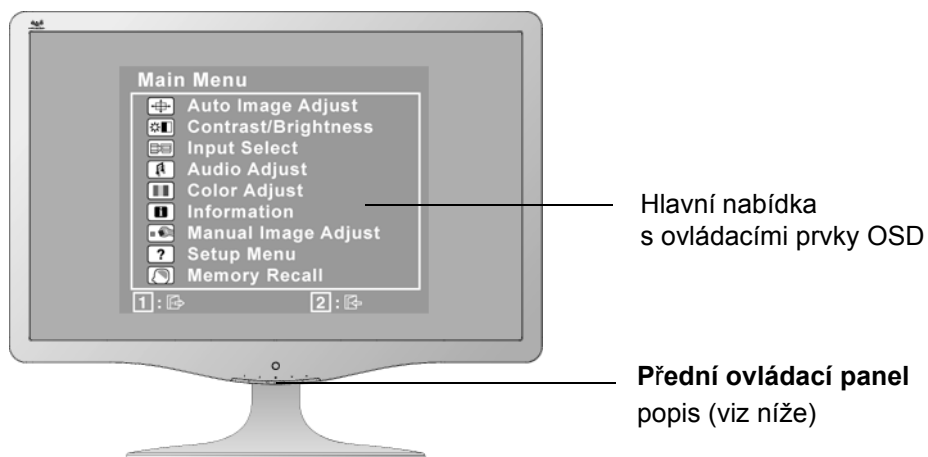 Main Menu
Auto Image Adjust
Contrast/Brightness
Input Select
Audio Adjust
Color Adjust
Information
Manual Image Adjust
Setup Menu
Memory Recall
1 : 2 :
Hlavní nabídka
s ovládacími prvky OSD
Přední ovládací panel
popis (viz níže)